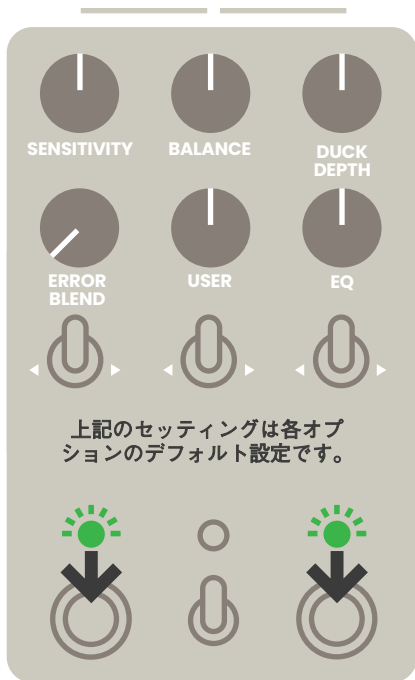 SENSITIVITY
BALANCE
DUCK
DEPTH
ERROR
BLEND
USER
EQ
上記のセッティングは各オプ
ションのデフォルト設定です。